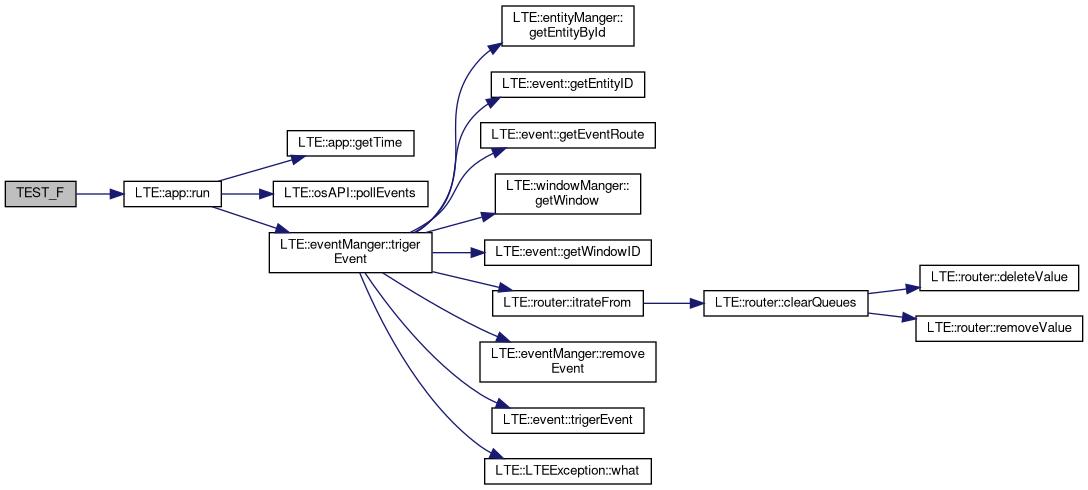 TEST_F
LTE::app::run
LTE::app::getTime
LTE::osAPI::pollEvents
LTE::eventManger::triger
Event
LTE::entityManger::
getEntityById
LTE::event::getEntityID
LTE::event::getEventRoute
LTE::windowManger::
getWindow
LTE::event::getWindowID
LTE::router::itrateFrom
LTE::eventManger::remove
Event
LTE::event::trigerEvent
LTE::LTEException::what
LTE::router::clearQueues
LTE::router::deleteValue
LTE::router::removeValue